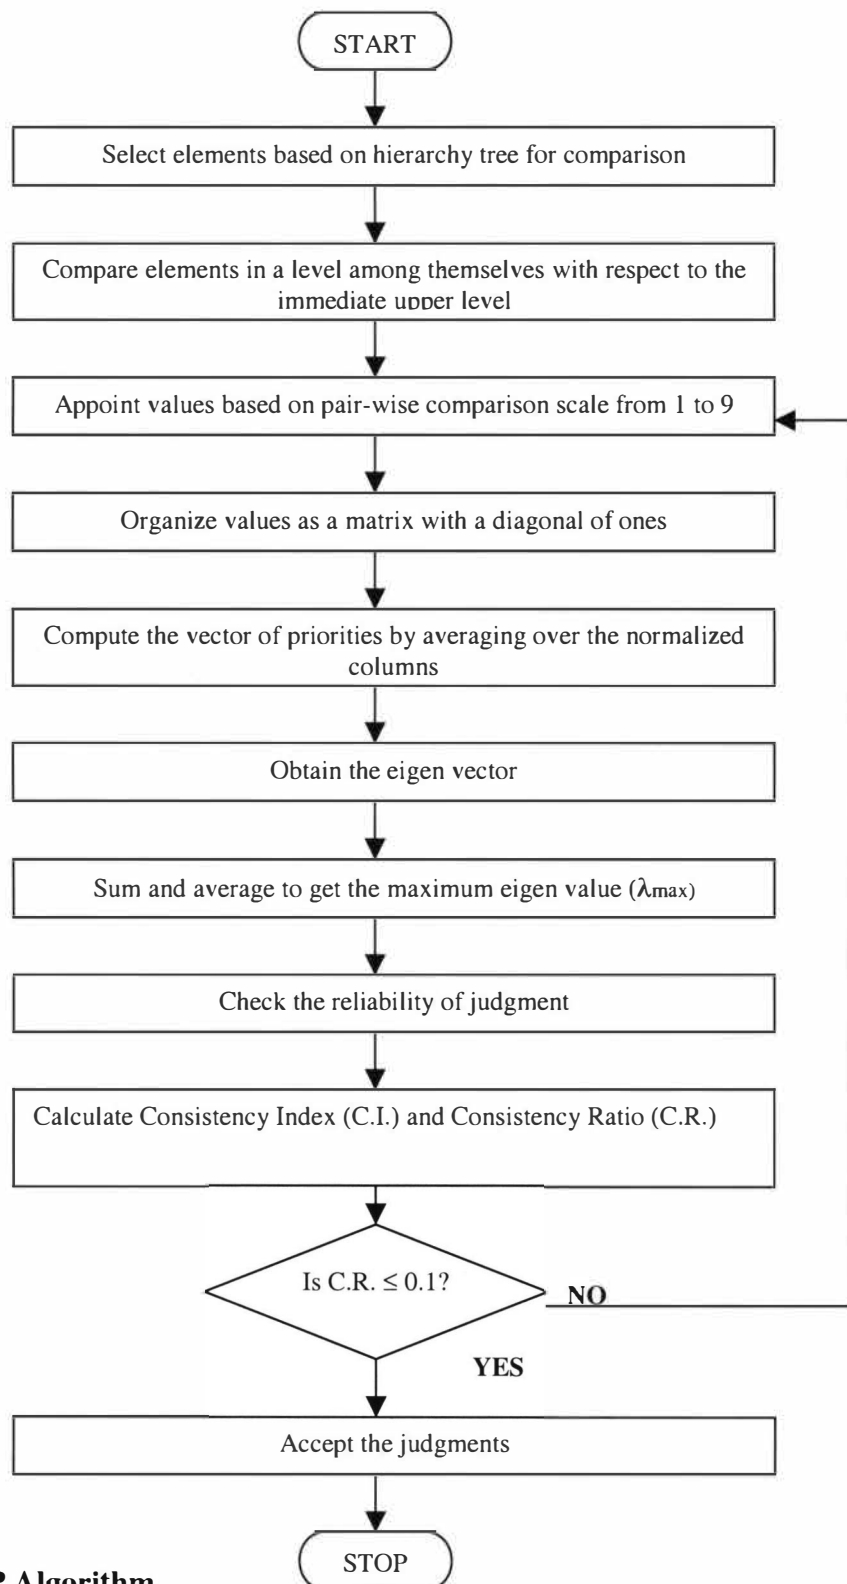 START
Select elements based on hierarchy tree for comparison
Compare elements in a level among themselves with respect to the
immediate upper level
Appoint values based on pair-wise comparison scale from 1 to 9
Organize values as a matrix with a diagonal of ones
Compute the vector of priorities by averaging over the normalized
columns
Obtain the eigen vector
Sum and average to get the maximum eigen value (λmax)
Check the reliability of judgment
Calculate Consistency Index (C.I.) and Consistency Ratio (C.R.)
Is C.R. ≤ 0.1?
NO
YES
Accept the judgments
STOP
Algorithm